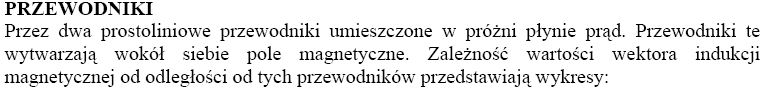 PRZEWODNIKI
Przez dwa prostoliniowe przewodniki umieszczone w próżni płynie prąd. Przewodniki te
wytwarzają wokół siebie pole magnetyczne. Zależność wartości wektora indukcji
magnetycznej od odległości od tych przewodników przedstawiają wykresy: